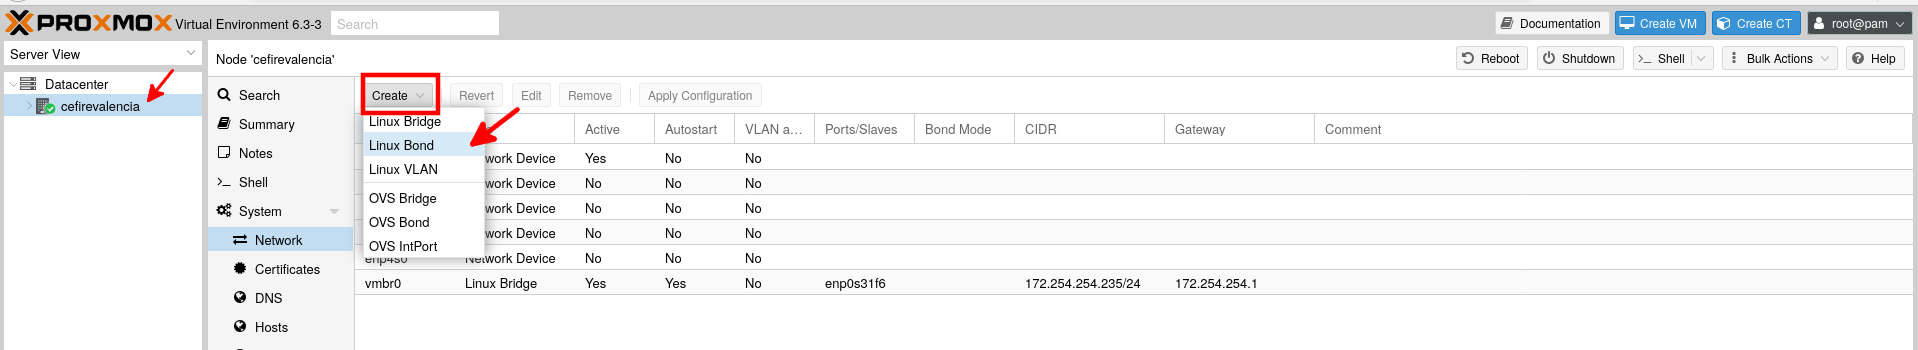 PROXMOX Virtual Environment 6.3-3 Search Documentation Create VM Create CT root@pam
Server View
Node 'cefirevalencia' Reboot Shutdown >_ Shell Bulk Actions Help
Datacenter
cefirevalencia
Search
Summary
Notes
>_ Shell
System
Network
Certificates
DNS
Hosts
Create Revert Edit Remove Apply Configuration
Linux Bridge
Linux Bond
Linux VLAN
OVS Bridge
OVS Bond
OVS IntPort
Active Autostart VLAN a... Ports/Slaves Bond Mode CIDR Gateway Comment
work Device Yes No No
work Device No No No
work Device No No No
work Device No No No
enp4s0 Network Device No No No
vmbr0 Linux Bridge Yes Yes No enp0s31f6 172.254.254.235/24 172.254.254.1